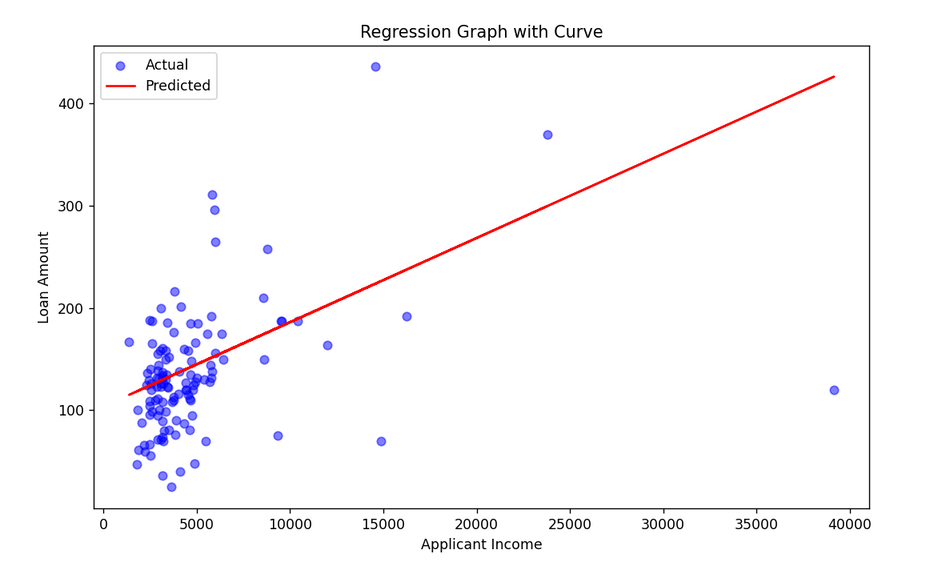 Regression Graph with Curve
Actual
Predicted
400
300
200
100
Loan Amount
0 5000 10000 15000 20000 25000 30000 35000 40000
Applicant Income